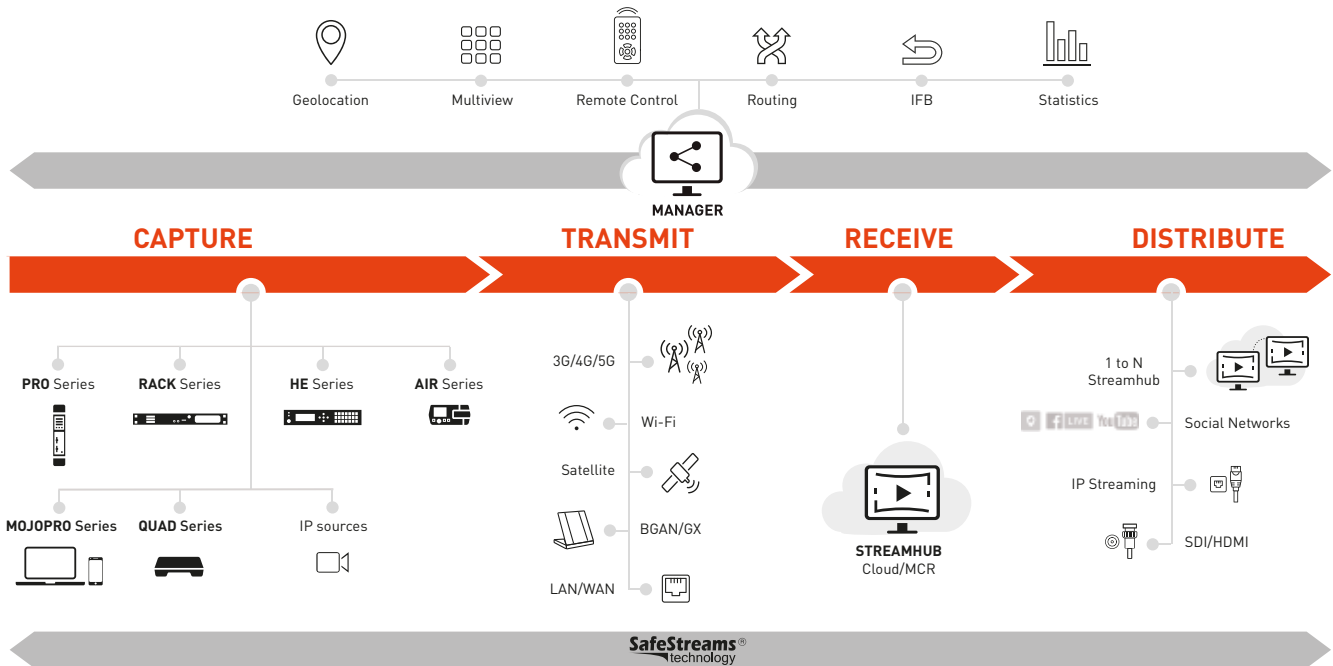 Geolocation
Multiview
Remote Control
Routing
IFB
Statistics
MANAGER
CAPTURE
TRANSMIT
RECEIVE
DISTRIBUTE
PRO Series
RACK Series
HE Series
AIR Series
MOJOPRO Series
QUAD Series
IP sources
3G/4G/5G
Wi-Fi
Satellite
BGAN/GX
LAN/WAN
STREAMHUB
Cloud/MCR
1 to N
Streamhub
f LIVE YouTube
Social Networks
IP Streaming
SDI/HDMI
SafeStreams®
technology